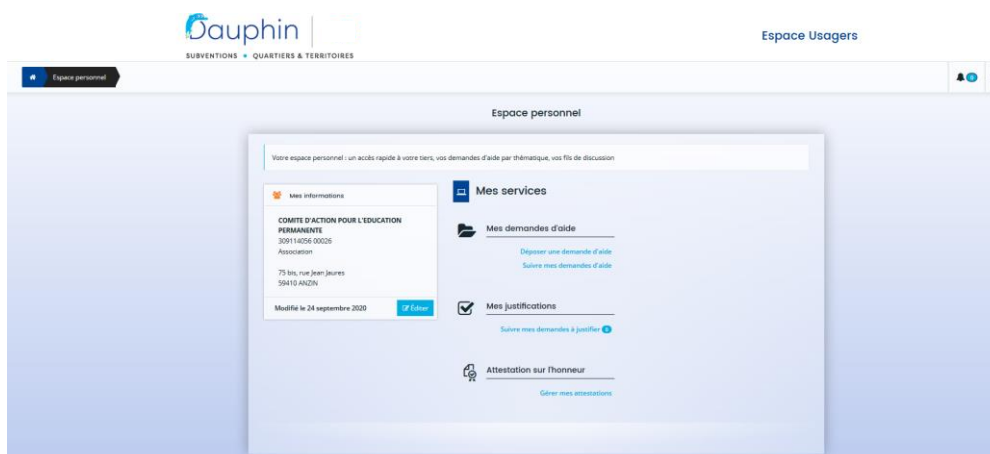 Dauphin
SUBVENTIONS • QUARTIERS & TERRITOIRES
Espace Usagers
Espace personnel
Espace personnel
Votre espace personnel : un accès rapide à votre tiers, vos demandes d'aide par thématique, vos fils de discussion
Mes informations
COMITE D'ACTION POUR L'EDUCATION
PERMANENTE
309114056 00026
Association
75 bis, rue Jean Jaures
59410 ANZIN
Modifié le 24 septembre 2020
Éditer
Mes services
Mes demandes d'aide
Déposer une demande d'aide
Suivre mes demandes d'aide
Mes justifications
Suivre mes demandes à justifier
Attestation sur l'honneur
Gérer mes attestations